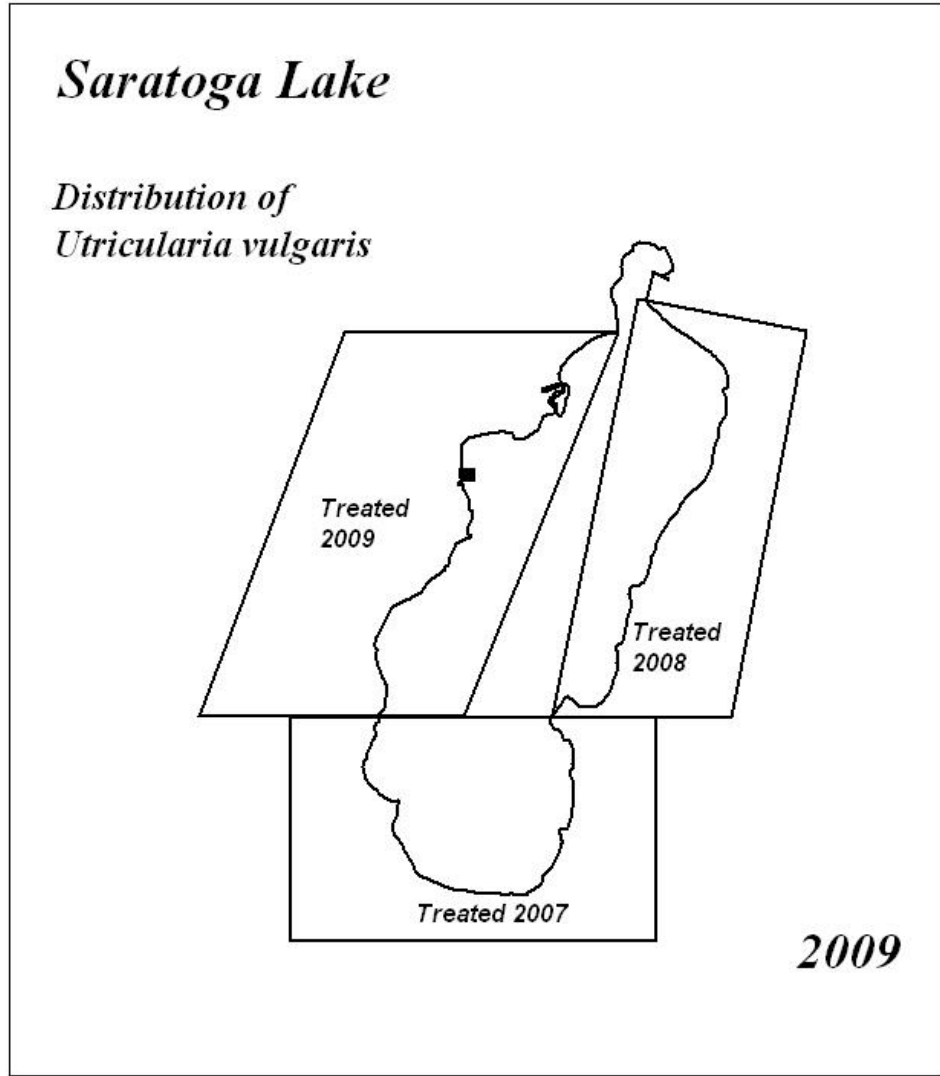 Saratoga Lake
Distribution of
Utricularia vulgaris
Treated
2009
Treated
2008
Treated 2007
2009